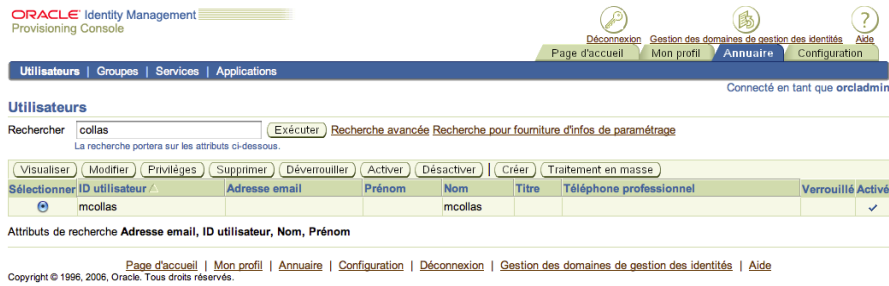 ORACLE Identity Management
Provisioning Console
Déconnexion Gestion des domaines de gestion des identités Aide
Page d'accueil Mon profil Annuaire Configuration
Utilisateurs | Groupes | Services | Applications
Connecté en tant que orcladmin
Utilisateurs
Rechercher collas Exécuter Recherche avancée Recherche pour fourniture d'infos de paramétrage
La recherche portera sur les attributs ci-dessous.
Visualiser Modifier Privilèges Supprimer Déverrouiller Activer Désactiver | Créer Traitement en masse
Sélectionner ID utilisateur Adresse email Prénom Nom Titre Téléphone professionnel Verrouillé Activé
mcollas mcollas
Attributs de recherche Adresse email, ID utilisateur, Nom, Prénom
Page d'accueil | Mon profil | Annuaire | Configuration | Déconnexion | Gestion des domaines de gestion des identités | Aide
Copyright © 1996, 2006, Oracle. Tous droits réservés.